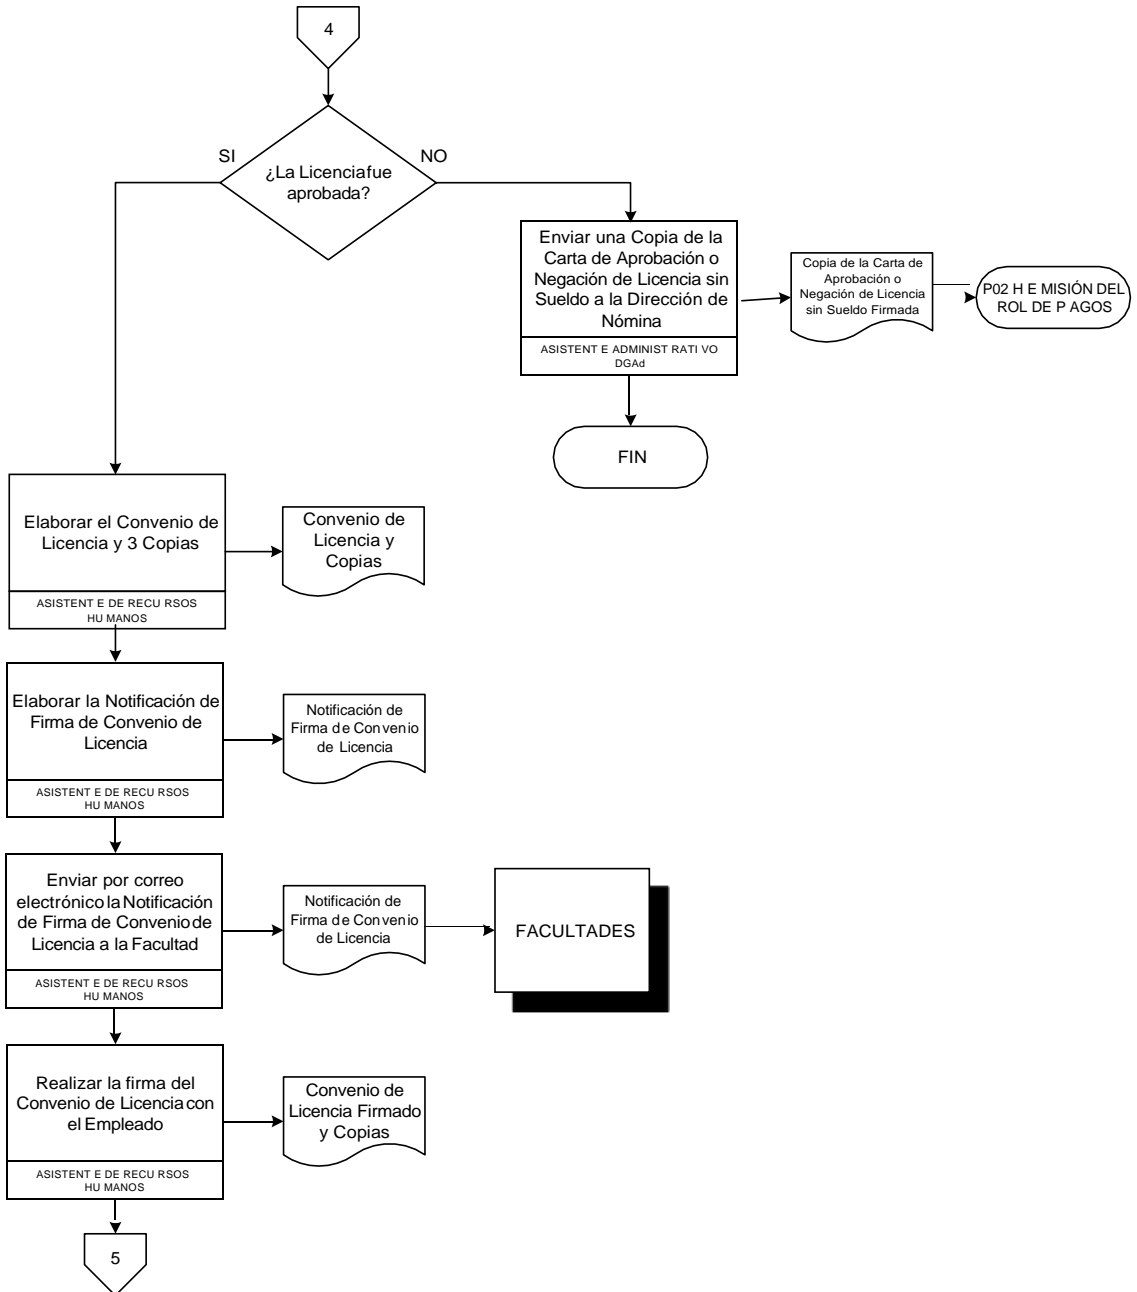 4
SI
NO
¿La Licencia fue
aprobada?
Enviar una Copia de la
Carta de Aprobación o
Negación de Licencia sin
Sueldo a la Dirección de
Nómina
ASISTENT E ADMINIST RATI VO
DGAd
Copia de la Carta de
Aprobación o
Negación de Licencia
sin Sueldo Firmada
P02 H E MISIÓN DEL
ROL DE P AGOS
FIN
Elaborar el Convenio de
Licencia y 3 Copias
ASISTENT E DE RECU RSOS
HU MANOS
Convenio de
Licencia y
Copias
Elaborar la Notificación de
Firma de Convenio de
Licencia
ASISTENT E DE RECU RSOS
HU MANOS
Notificación de
Firma de Convenio
de Licencia
Enviar por correo
electrónico la Notificación
de Firma de Convenio de
Licencia a la Facultad
ASISTENT E DE RECU RSOS
HU MANOS
Notificación de
Firma de Convenio
de Licencia
FACULTADES
Realizar la firma del
Convenio de Licencia con
el Empleado
ASISTENT E DE RECU RSOS
HU MANOS
Convenio de
Licencia Firmado
y Copias
5